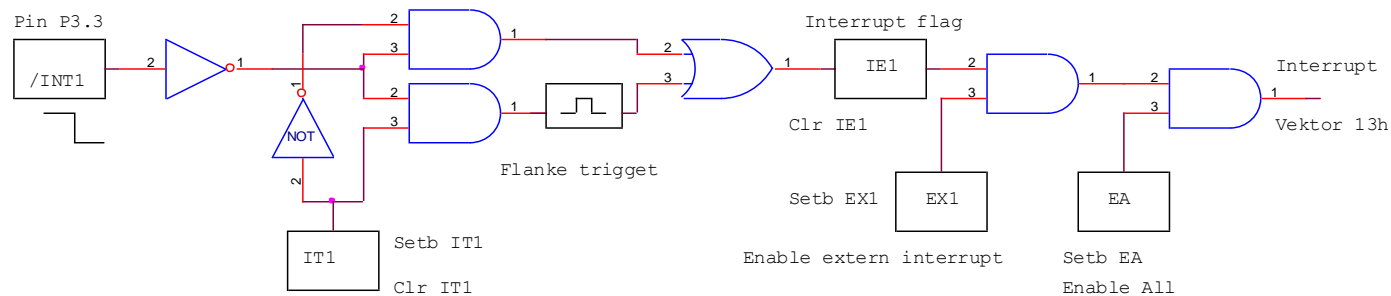 Pin P3.3
/INT1
2
1
1
NOT
2
2
3
1
2
3
1
Flanke trigget
IT1
Setb IT1
Clr IT1
2
3
1
Interrupt flag
IE1
Clr IE1
2
3
1
Setb EX1
EX1
Enable extern interrupt
2
3
1
EA
Setb EA
Enable All
Interrupt
Vektor 13h